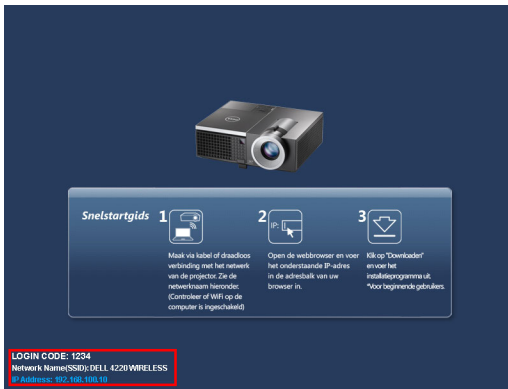 DELL
Snelstartgids
1
2
3
IP:
Maak via kabel of draadloos
verbinding met het netwerk
van de projector. Zie de
netwerknaam hieronder.
(Controleer of WiFi op de
computer is ingeschakeld)
Open de webbrowser en voer
het onderstaande IP-adres
in de adresbalk van uw
browser in.
Klik op "Downloaden"
en voer het
installatieprogramma uit.
*Voor beginnende gebruikers.
LOGIN CODE: 1234
Network Name(SSID): DELL 4220 WIRELESS
IP Address: 192.168.100.10